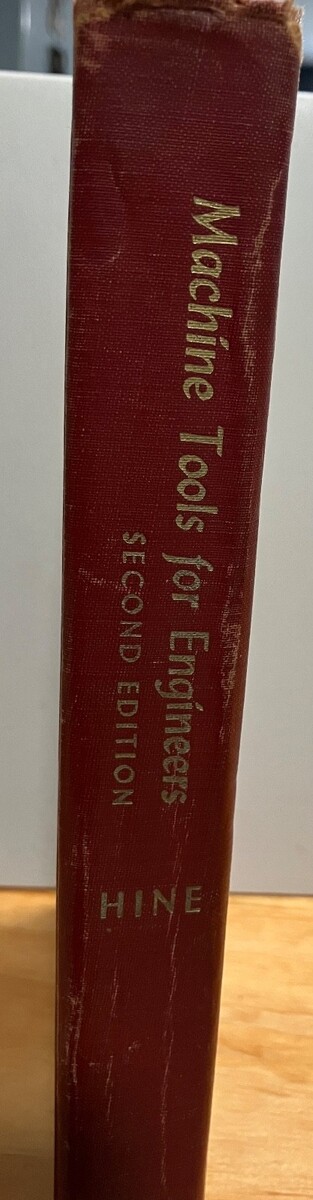 Machine Tools for Engineers
SECOND EDITION
HINE